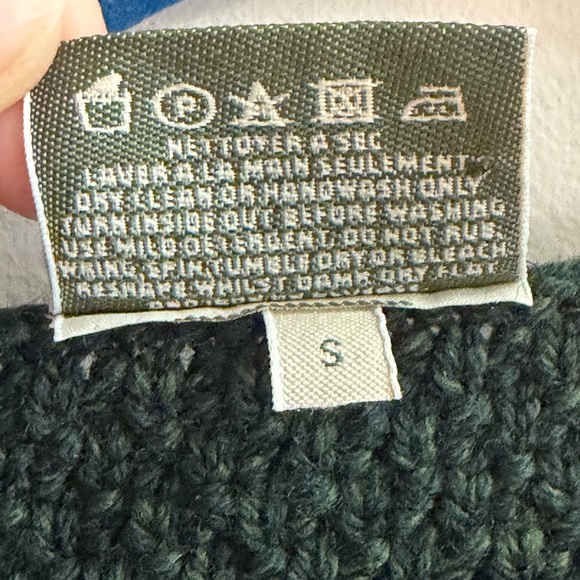 P
NETTOYER A SEC
LAVER A LA MAIN SEULEMENT
DRY CLEAN OR HANDWASH ONLY
TURN INSIDE OUT BEFORE WASHING
USE MILD DETERGENT. DO NOT RUB,
WRING, SPIN, TUMBLE DRY OR BLEACH
RESHAPE WHILST DAMP. DRY FLAT
S